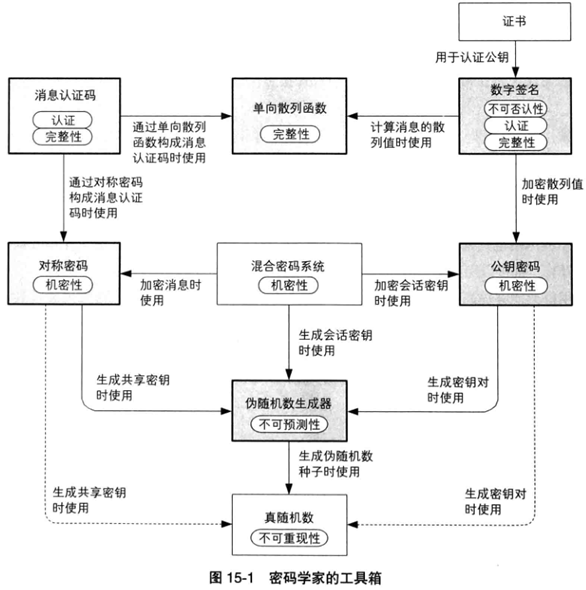 证书
用于认证公钥
消息认证码
认证
完整性
单向散列函数
完整性
数字签名
不可否认性
认证
完整性
通过单向散列
函数构成消息
认证码时使用
计算消息的散
列值时使用
通过对称密码
构成消息认证
码时使用
加密散列值
时使用
对称密码
机密性
加密消息时
使用
混合密码系统
机密性
加密会话密钥
时使用
公钥密码
机密性
生成会话密钥
时使用
生成共享密钥
时使用
伪随机数生成器
不可预测性
生成密钥对
时使用
生成伪随机数
种子时使用
生成共享密钥
时使用
真随机数
不可重现性
生成密钥对
时使用
图 15-1 密码学家的工具箱